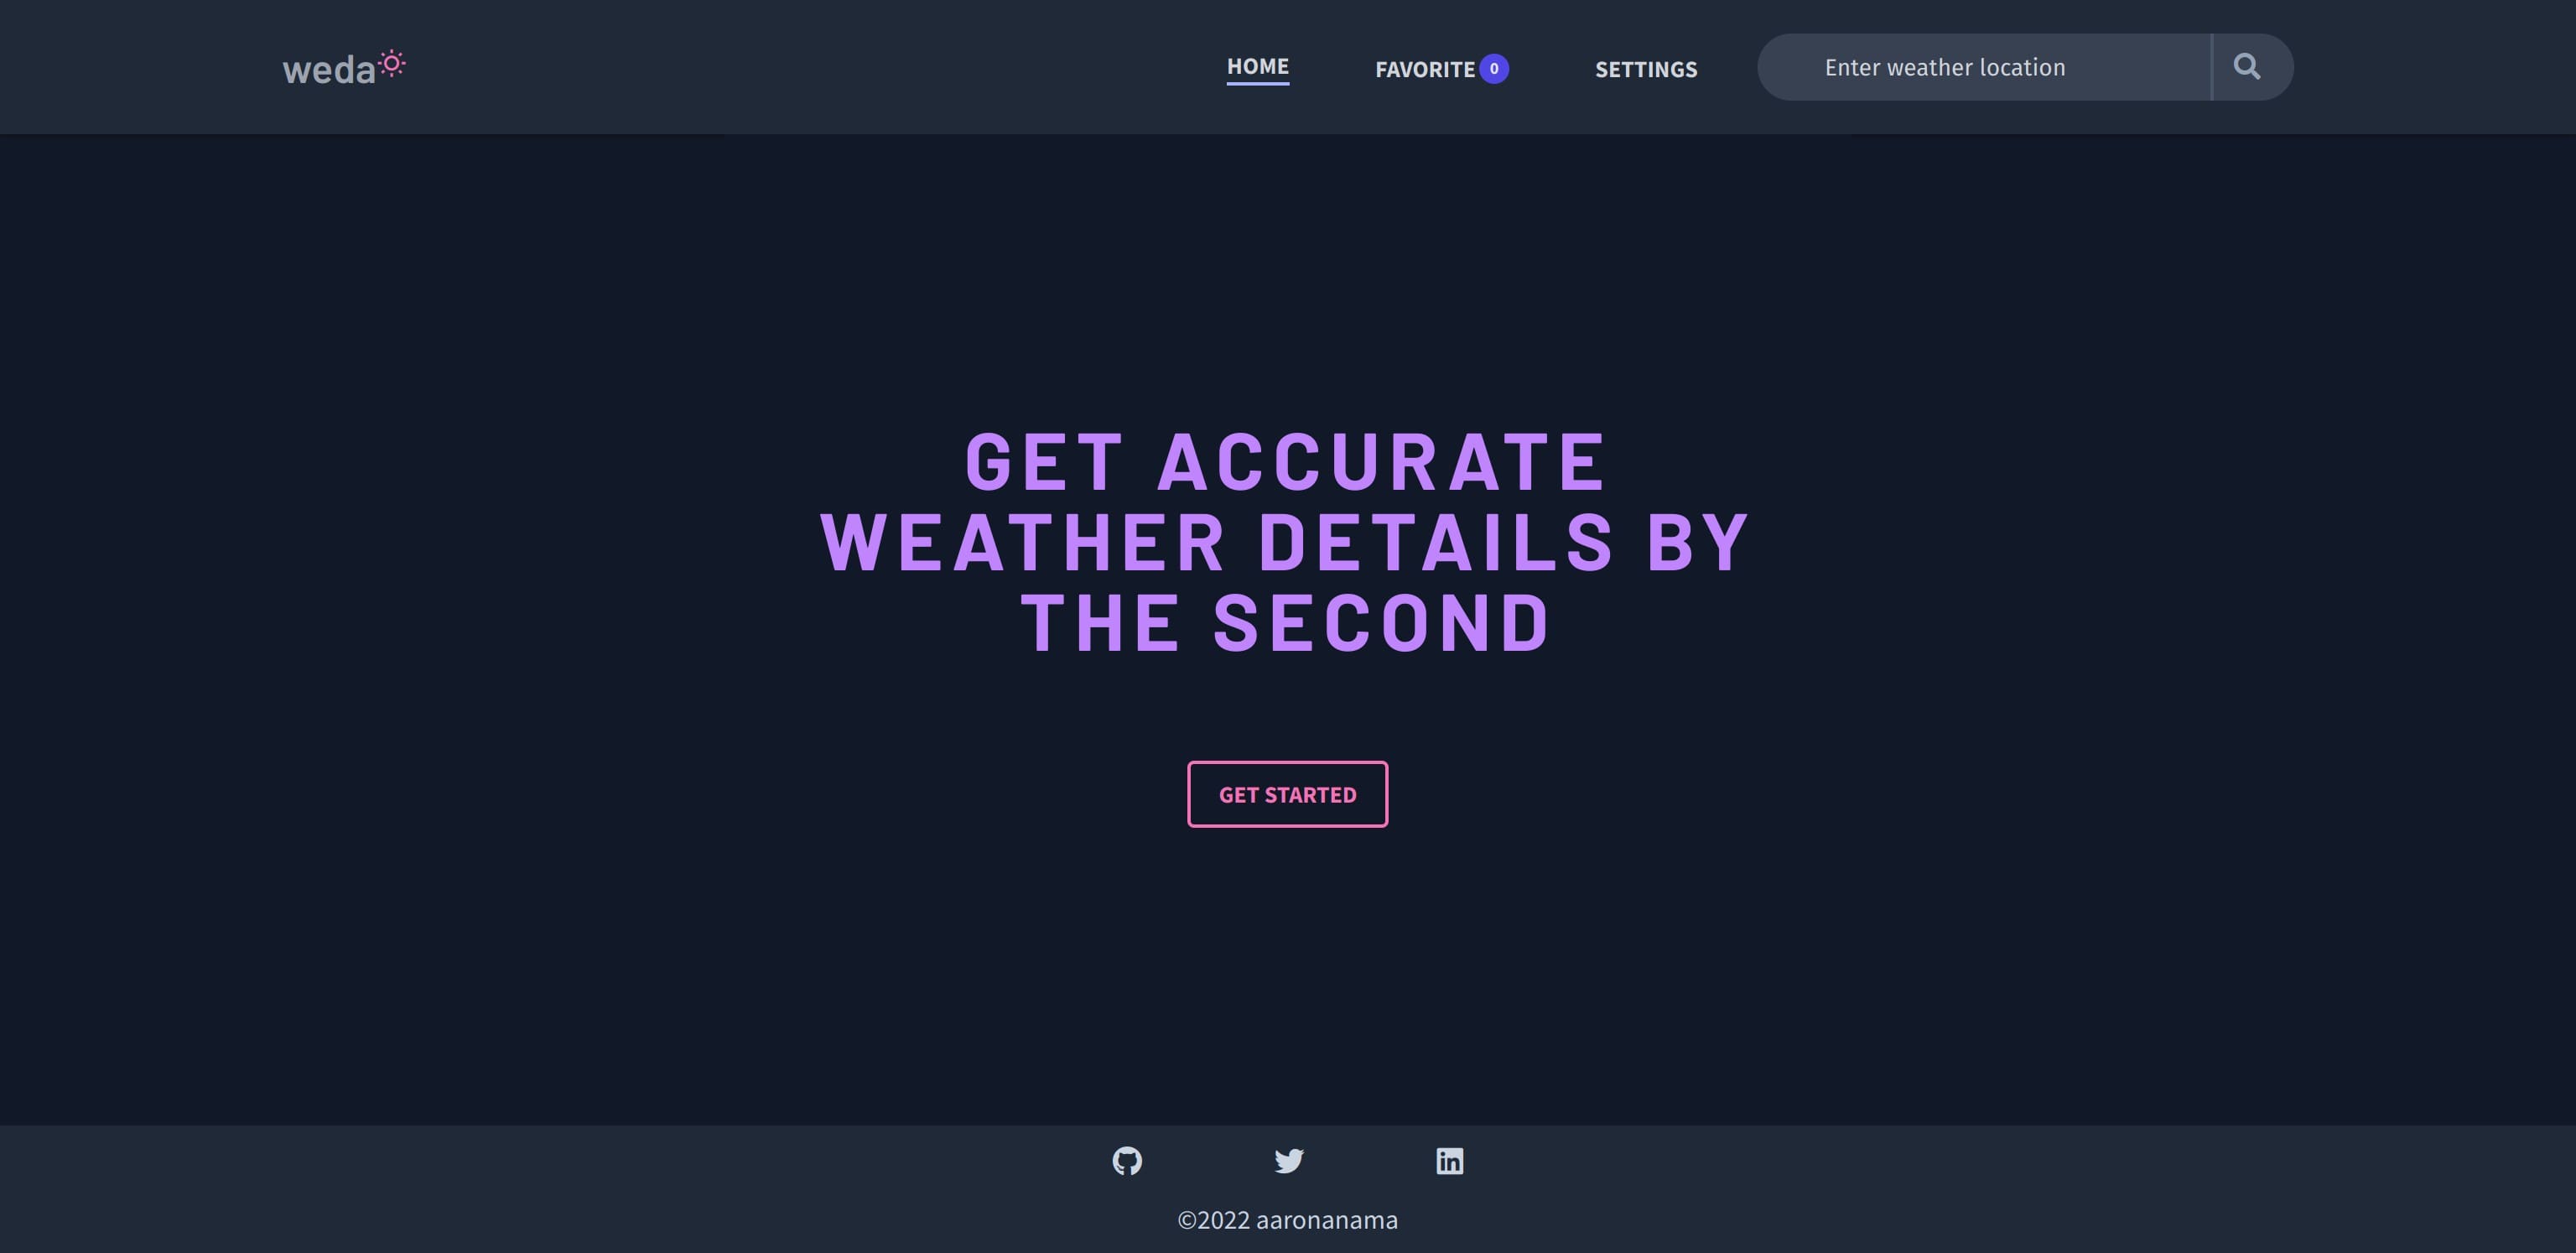 weda
HOME
FAVORITE 0
SETTINGS
Enter weather location
GET ACCURATE
WEATHER DETAILS BY
THE SECOND
GET STARTED
©2022 aaronanama